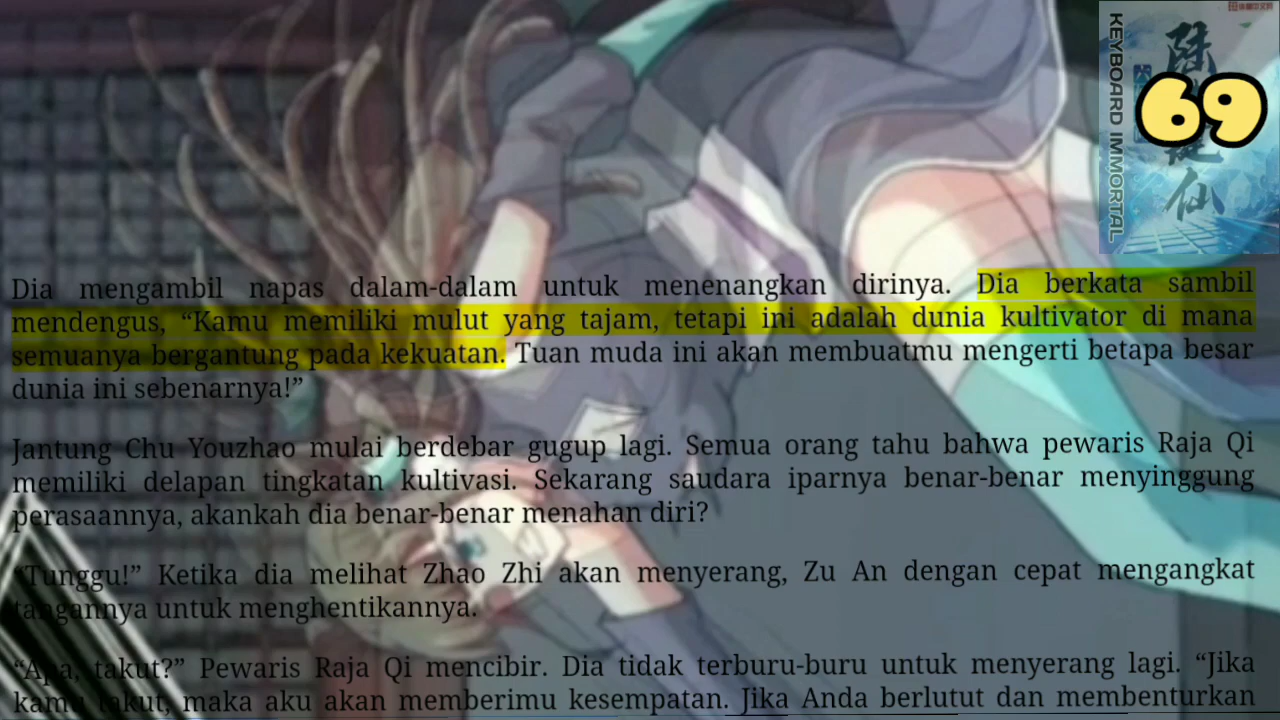 KEYBOARD IMMORTAL
69
仙
Dia mengambil napas dalam-dalam untuk menenangkan dirinya. Dia berkata sambil
mendengus, “Kamu memiliki mulut yang tajam, tetapi ini adalah dunia kultivator di mana
semuanya bergantung pada kekuatan. Tuan muda ini akan membuatmu mengerti betapa besar
dunia ini sebenarnya!”
Jantung Chu Youzhao mulai berdebar gugup lagi. Semua orang tahu bahwa pewaris Raja Qi
memiliki delapan tingkatan kultivasi. Sekarang saudara iparnya benar-benar menyinggung
perasaannya, akankah dia benar-benar menahan diri?
“Tunggu!” Ketika dia melihat Zhao Zhi akan menyerang, Zu An dengan cepat mengangkat
tangannya untuk menghentikannya.
“Apa, takut?” Pewaris Raja Qi mencibir. Dia tidak terburu-buru untuk menyerang lagi. “Jika
kamu takut, maka aku akan memberimu kesempatan. Jika Anda berlutut dan membenturkan